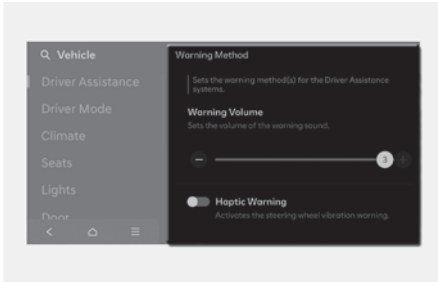 Vehicle
Driver Assistance
Driver Mode
Climate
Seats
Lights
Door
Warning Method
Sets the warning method(s) for the Driver Assistance
systems.
Warning Volume
Sets the volume of the warning sound.
3
Haptic Warning
Activates the steering wheel vibration warning.